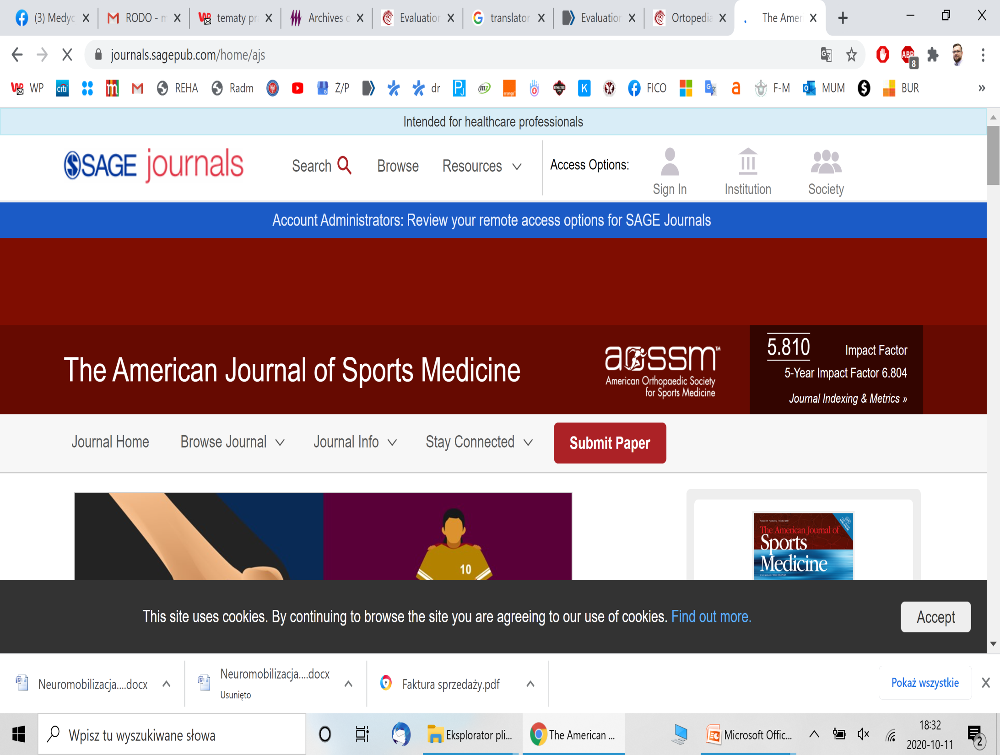 (3) Medyc
RODO - m
tematy pr
Archives o
Evaluation
translator
Evaluation
Ortopedia
The Amer
journals.sagepub.com/home/ajs
ABP
8
WP
citi
REHA
Radm
Ż/P
dr
FICO
F-M
MUM
BUR
Intended for healthcare professionals
SAGE journals
Search
Browse
Resources
Access Options:
Sign In
Institution
Society
Account Administrators: Review your remote access options for SAGE Journals
The American Journal of Sports Medicine
aossm™
American Orthopaedic Society
for Sports Medicine
5.810 Impact Factor
5-Year Impact Factor 6.804
Journal Indexing & Metrics »
Journal Home
Browse Journal
Journal Info
Stay Connected
Submit Paper
10
The American Journal of
Sports
Medicine
This site uses cookies. By continuing to browse the site you are agreeing to our use of cookies. Find out more.
Accept
Neuromobilizacja....docx
Neuromobilizacja....docx
Usunięto
Faktura sprzedaży.pdf
Pokaż wszystkie
Wpisz tu wyszukiwane słowa
Eksplorator pli...
The American ...
Microsoft Offic...
18:32
2020-10-11
2